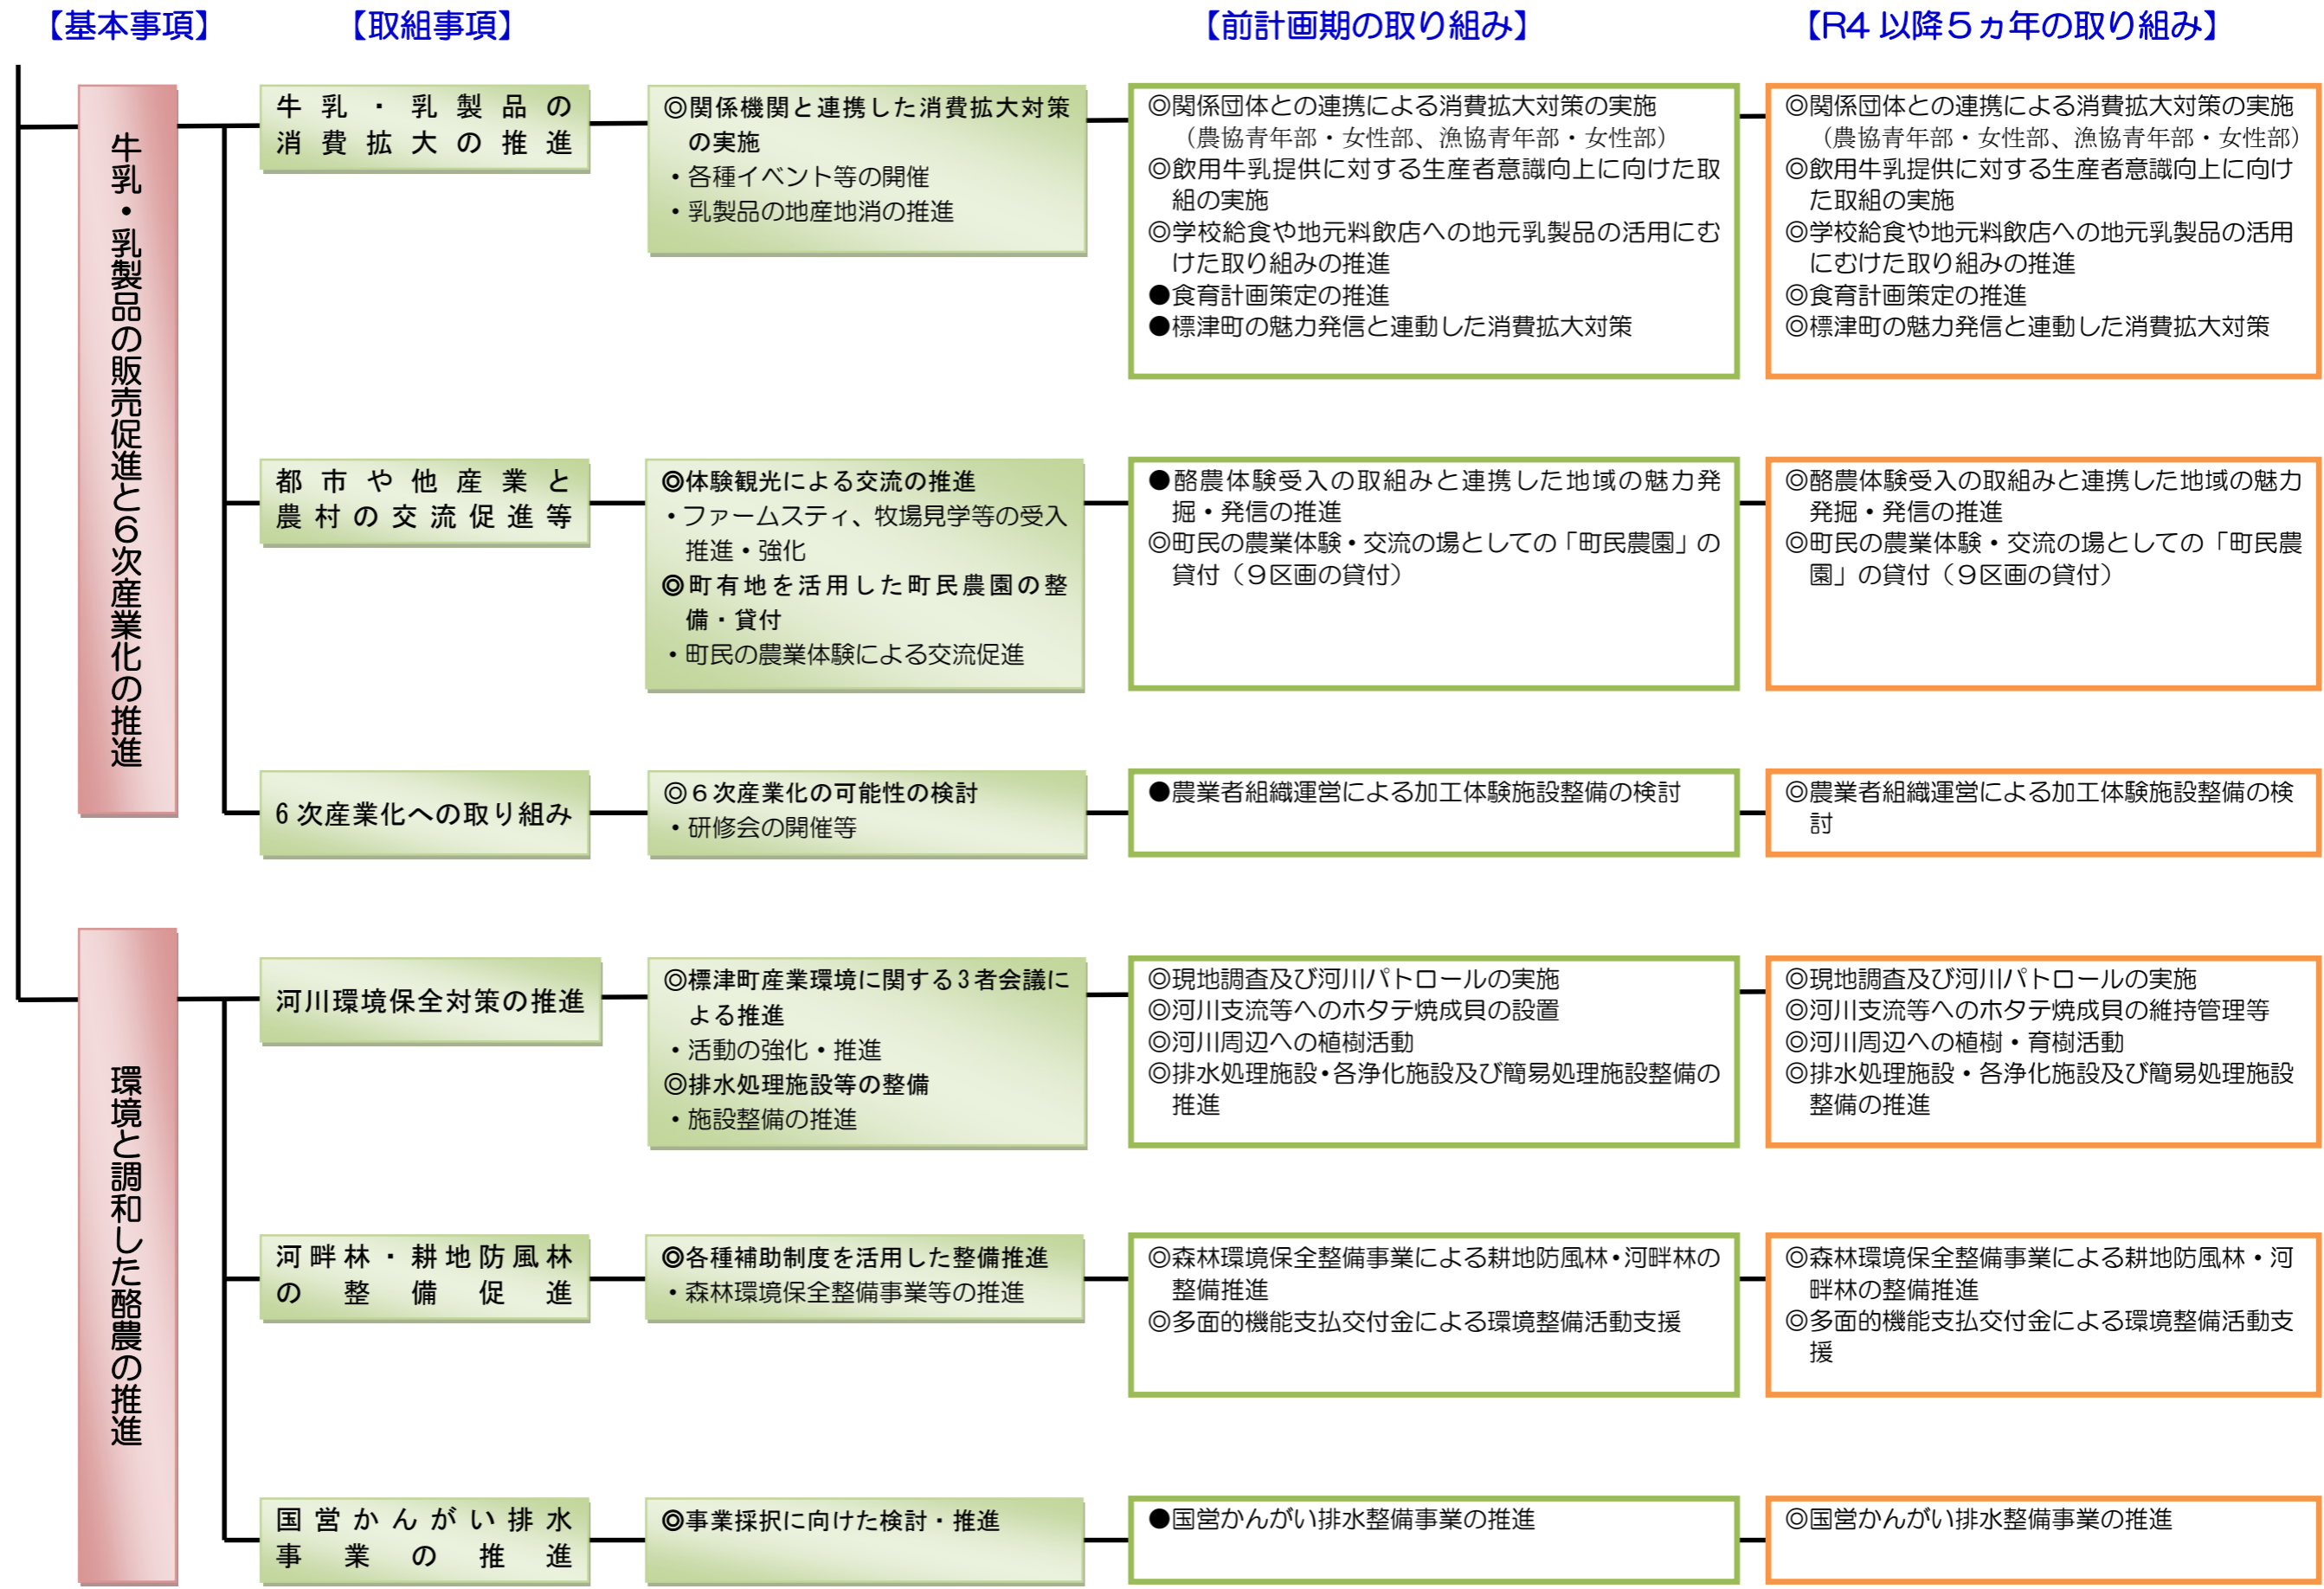 【基本事項】
【取組事項】
【前計画期の取り組み】
【R4 以降５ヵ年の取り組み】
牛乳・乳製品の販売促進と６次産業化の推進
牛乳・乳製品の
消費拡大の推進
◎関係機関と連携した消費拡大対策
の実施
・各種イベント等の開催
・乳製品の地産地消の推進
◎関係団体との連携による消費拡大対策の実施
（農協青年部・女性部、漁協青年部・女性部）
◎飲用牛乳提供に対する生産者意識向上に向けた取
組の実施
◎学校給食や地元料飲店への地元乳製品の活用にむ
けた取り組みの推進
●食育計画策定の推進
●標津町の魅力発信と連動した消費拡大対策
◎関係団体との連携による消費拡大対策の実施
（農協青年部・女性部、漁協青年部・女性部）
◎飲用牛乳提供に対する生産者意識向上に向け
た取組の実施
◎学校給食や地元料飲店への地元乳製品の活用
にむけた取り組みの推進
◎食育計画策定の推進
◎標津町の魅力発信と連動した消費拡大対策
都市や他産業と
農村の交流促進等
◎体験観光による交流の推進
・ファームスティ、牧場見学等の受入
推進・強化
◎町有地を活用した町民農園の整
備・貸付
・町民の農業体験による交流促進
●酪農体験受入の取組みと連携した地域の魅力発
掘・発信の推進
◎町民の農業体験・交流の場としての「町民農園」の
貸付（９区画の貸付）
◎酪農体験受入の取組みと連携した地域の魅力
発掘・発信の推進
◎町民の農業体験・交流の場としての「町民農
園」の貸付（９区画の貸付）
6 次産業化への取り組み
◎６次産業化の可能性の検討
・研修会の開催等
●農業者組織運営による加工体験施設整備の検討
◎農業者組織運営による加工体験施設整備の検
討
環境と調和した酪農の推進
河川環境保全対策の推進
◎標津町産業環境に関する３者会議に
よる推進
・活動の強化・推進
◎排水処理施設等の整備
・施設整備の推進
◎現地調査及び河川パトロールの実施
◎河川支流等へのホタテ焼成貝の設置
◎河川周辺への植樹活動
◎排水処理施設・各浄化施設及び簡易処理施設整備の
推進
◎現地調査及び河川パトロールの実施
◎河川支流等へのホタテ焼成貝の維持管理等
◎河川周辺への植樹・育樹活動
◎排水処理施設・各浄化施設及び簡易処理施設
整備の推進
河畔林・耕地防風林
の整備促進
◎各種補助制度を活用した整備推進
・森林環境保全整備事業等の推進
◎森林環境保全整備事業による耕地防風林・河畔林の
整備推進
◎多面的機能支払交付金による環境整備活動支援
◎森林環境保全整備事業による耕地防風林・河
畔林の整備推進
◎多面的機能支払交付金による環境整備活動支
援
国営かんがい排水
事業の推進
◎事業採択に向けた検討・推進
●国営かんがい排水整備事業の推進
◎国営かんがい排水整備事業の推進